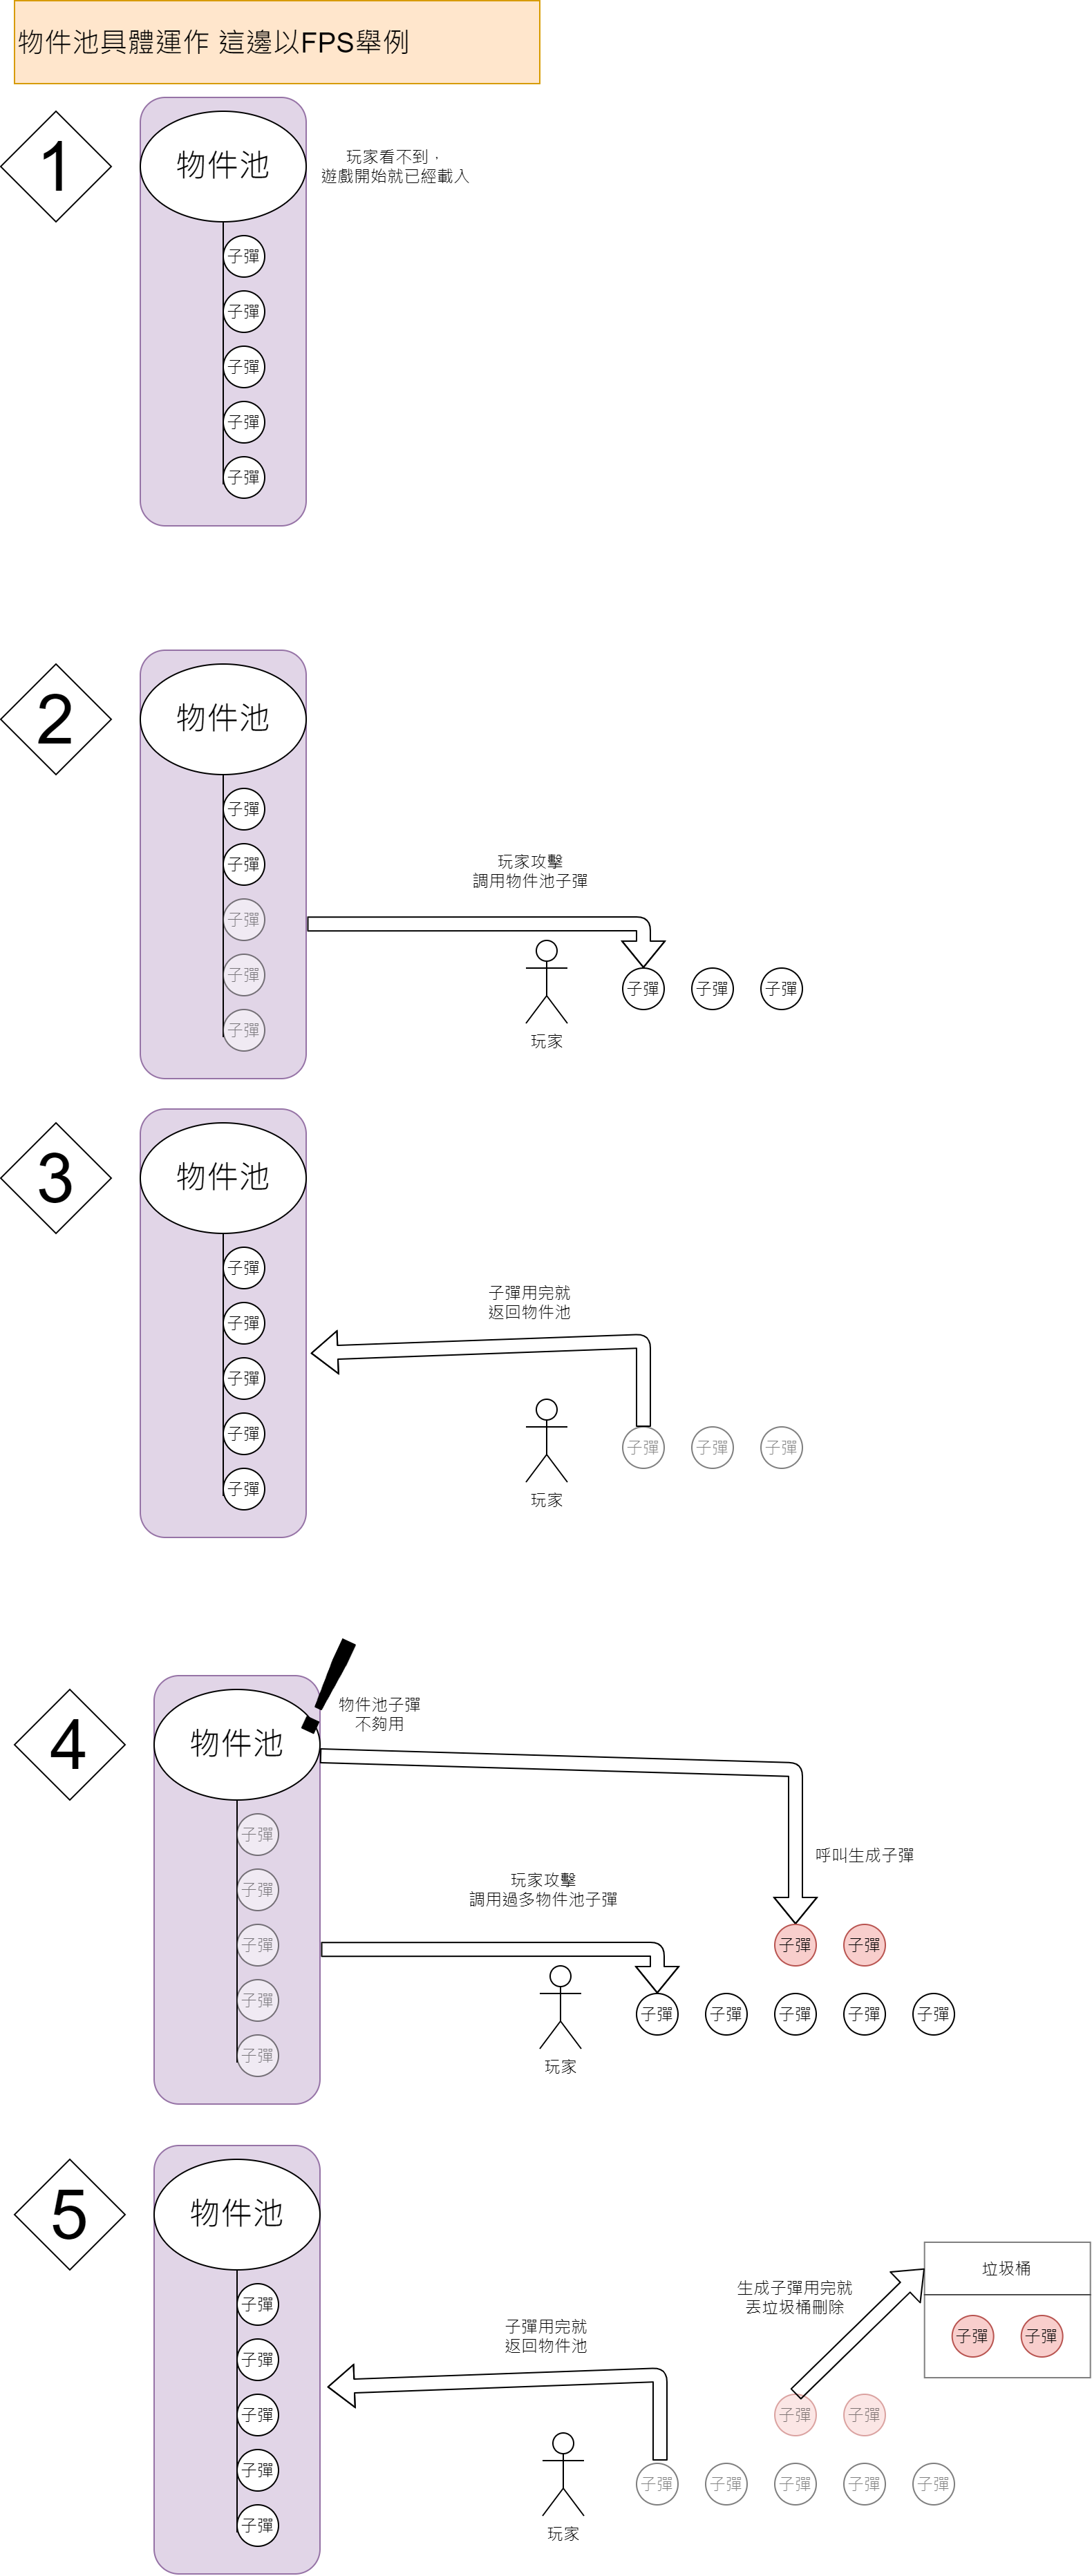 物件池具體運作 這邊以FPS舉例
1
物件池
玩家看不到，
遊戲開始就已經載入
子彈
子彈
子彈
子彈
子彈
2
物件池
子彈
子彈
子彈
子彈
子彈
玩家攻擊
調用物件池子彈
子彈 子彈 子彈
玩家
3
物件池
子彈
子彈
子彈
子彈
子彈
子彈用完就
返回物件池
子彈 子彈 子彈
玩家
4
物件池
物件池子彈
不夠用
子彈
子彈
子彈
子彈
子彈
呼叫生成子彈
玩家攻擊
調用過多物件池子彈
子彈 子彈
子彈 子彈 子彈 子彈 子彈
玩家
5
物件池
子彈
子彈
子彈
子彈
子彈
子彈用完就
返回物件池
生成子彈用完就
丟垃圾桶刪除
垃圾桶
子彈 子彈
子彈 子彈
子彈 子彈 子彈 子彈 子彈
玩家